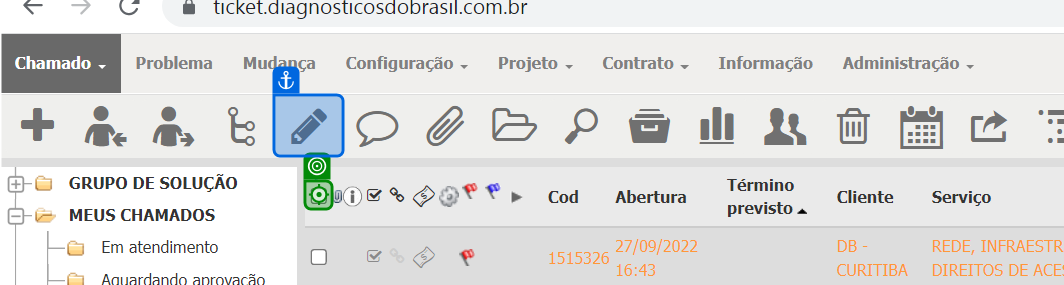 ticket.diagnosticosdobrasil.com.br
Chamado Problema Mudança Configuração Projeto Contrato Informação Administração
GRUPO DE SOLUÇÃO
MEUS CHAMADOS
Em atendimento
Aguardando aprovação
Cod Abertura Término previsto Cliente Serviço
1515326 27/09/2022 16:43 DB - CURITIBA REDE, INFRAESTR DIREITOS DE ACES